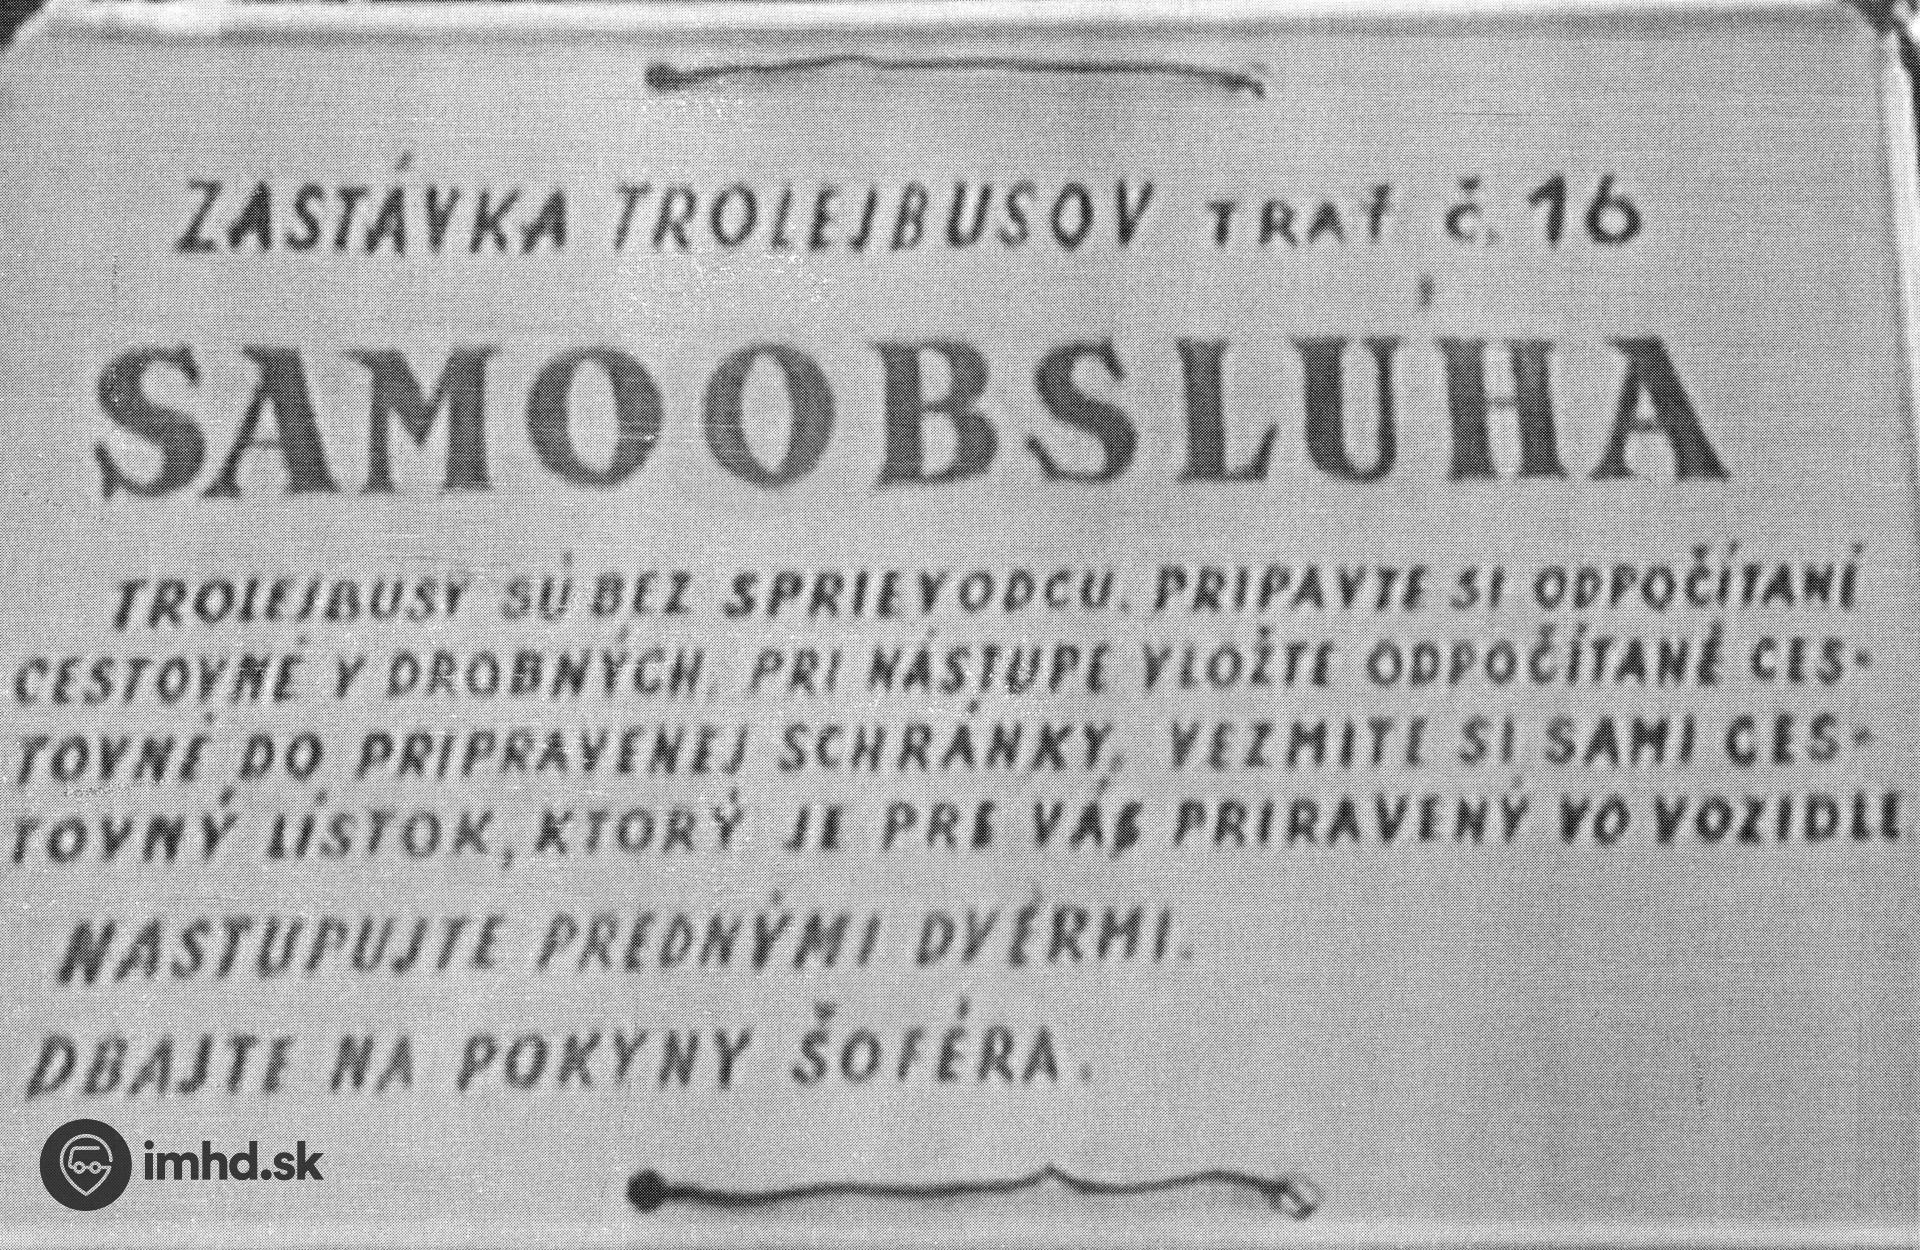 ZASTÁVKA TROLEJBUSOV TRAŤ č. 16
SAMOOBSLÚHA
TROLEJBUSY SÚ BEZ SPRIEVODCU. PRIPAVTE SI ODPOČÍTANÉ
CESTOVNÉ V DROBNÝCH. PRI NÁSTUPE VLOŽTE ODPOČÍTANÉ CES-
TOVNÉ DO PRIPRAVENEJ SCHRÁNKY. VEZMITE SI SAMI CES-
TOVNÝ LÍSTOK, KTORÝ JE PRE VÁS PRIRAVENÝ VO VOZIDLE.
NASTUPUJTE PREDNÝMI DVERMI.
DBAJTE NA POKYNY ŠOFÉRA.
imhd.sk